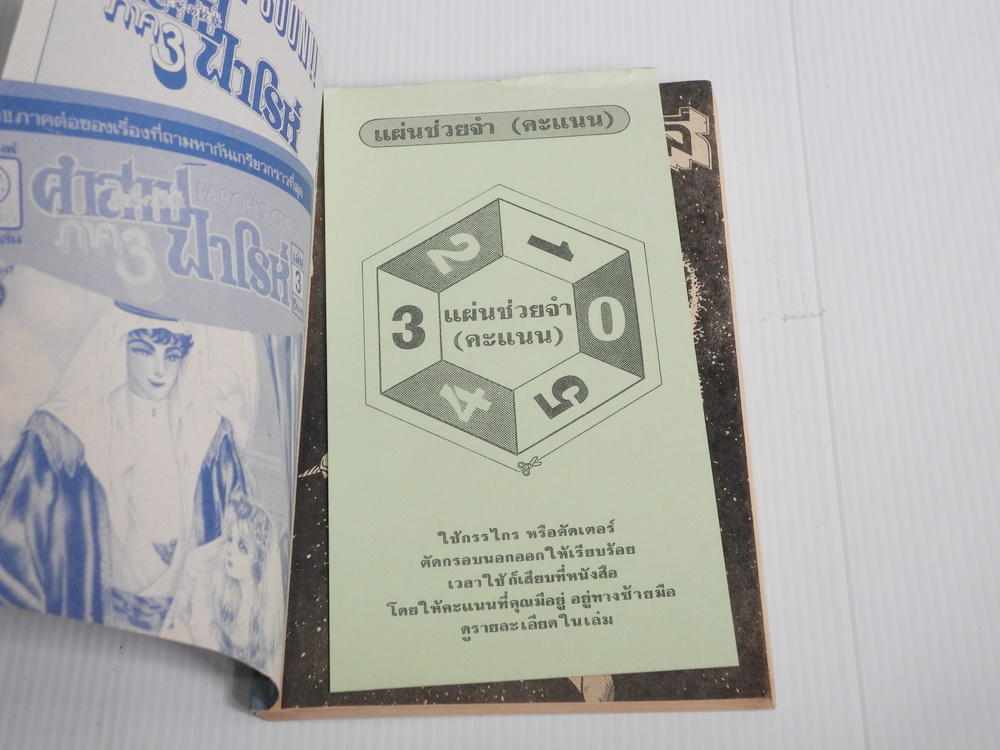 SOON!!
ภาค3
ฟาโรห์
!! ภาคต่อของเรื่องที่ถามหากันเกรียวกราวที่สุด
คำสาป
ฟาโรห์
ภาค3
เล่ม
3
แผ่นช่วยจำ (คะแนน)
2
1
3
แผ่นช่วยจำ
(คะแนน)
0
4
5
ใช้กรรไกร หรือคัตเตอร์
ตัดกรอบนอกออกให้เรียบร้อย
เวลาใช้ก็เสียบที่หนังสือ
โดยให้คะแนนที่คุณมีอยู่ อยู่ทางซ้ายมือ
ดูรายละเอียดในเล่ม